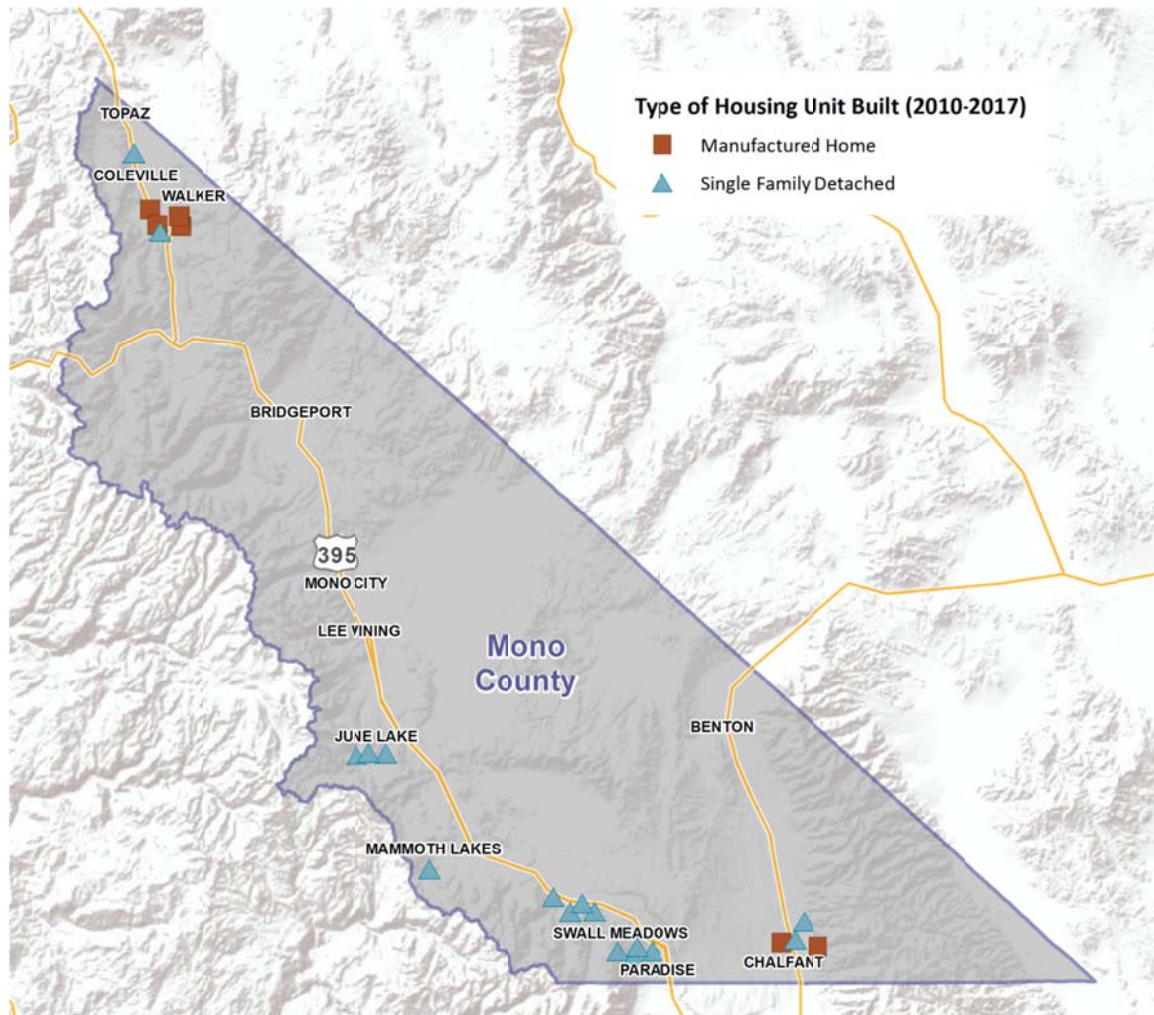 Type of Housing Unit Built (2010-2017)
Manufactured Home
Single Family Detached
TOPAZ
COLEVILLE
WALKER
BRIDGEPORT
395
MONO CITY
LEE VINING
Mono
County
BENTON
JUNE LAKE
MAMMOTH LAKES
SWALL MEADOWS
PARADISE
CHALFANT